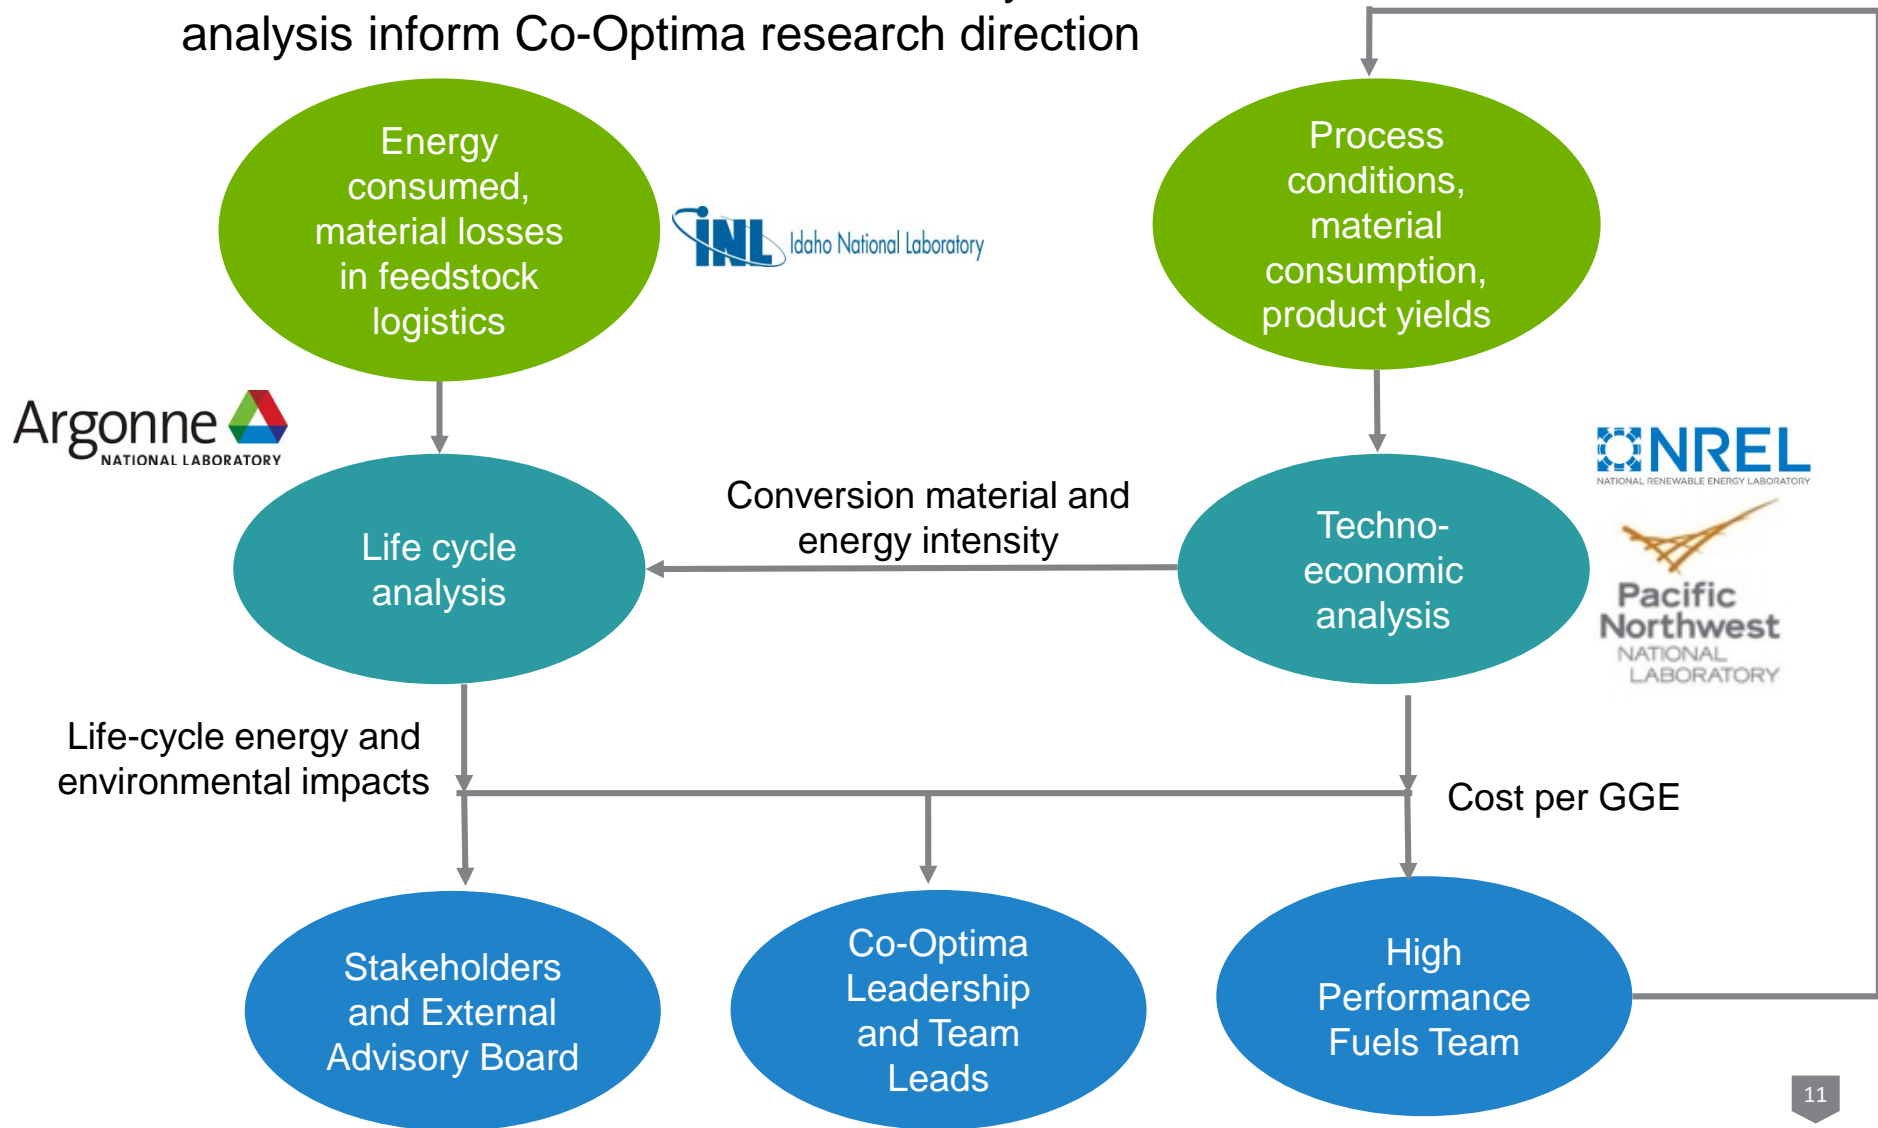 analysis inform Co-Optima research direction
Energy
consumed,
material losses
in feedstock
logistics
INL Idaho National Laboratory
Process
conditions,
material
consumption,
product yields
Argonne
NATIONAL LABORATORY
NREL
NATIONAL RENEWABLE ENERGY LABORATORY
Pacific
Northwest
NATIONAL
LABORATORY
Life cycle
analysis
Conversion material and
energy intensity
Techno-
economic
analysis
Life-cycle energy and
environmental impacts
Cost per GGE
Stakeholders
and External
Advisory Board
Co-Optima
Leadership
and Team
Leads
High
Performance
Fuels Team
11